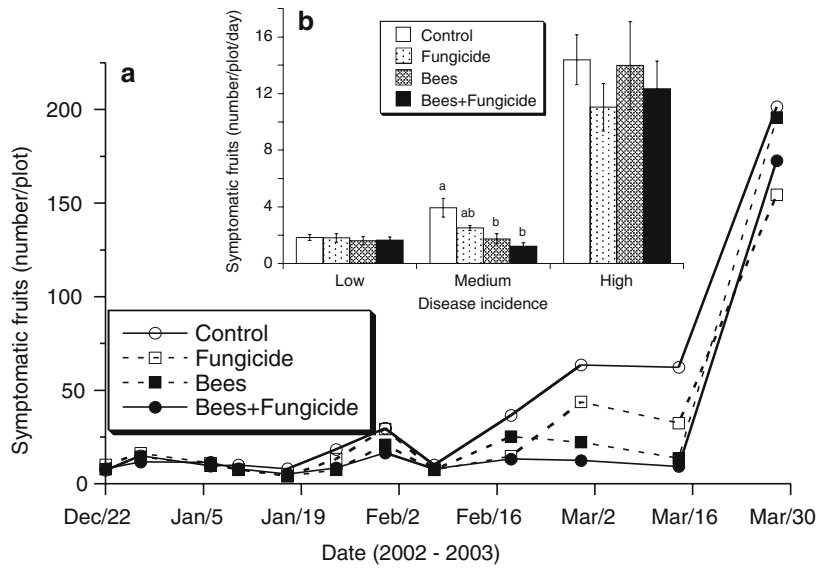 b
Symptomatic fruits (number/plot/day)
16
12
8
4
0
Control
Fungicide
Bees
Bees+Fungicide
a
ab
b
b
Low
Medium
High
Disease incidence
a
Symptomatic fruits (number/plot)
200
150
100
50
0
Control
Fungicide
Bees
Bees+Fungicide
Dec/22
Jan/5
Jan/19
Feb/2
Feb/16
Mar/2
Mar/16
Mar/30
Date (2002 - 2003)